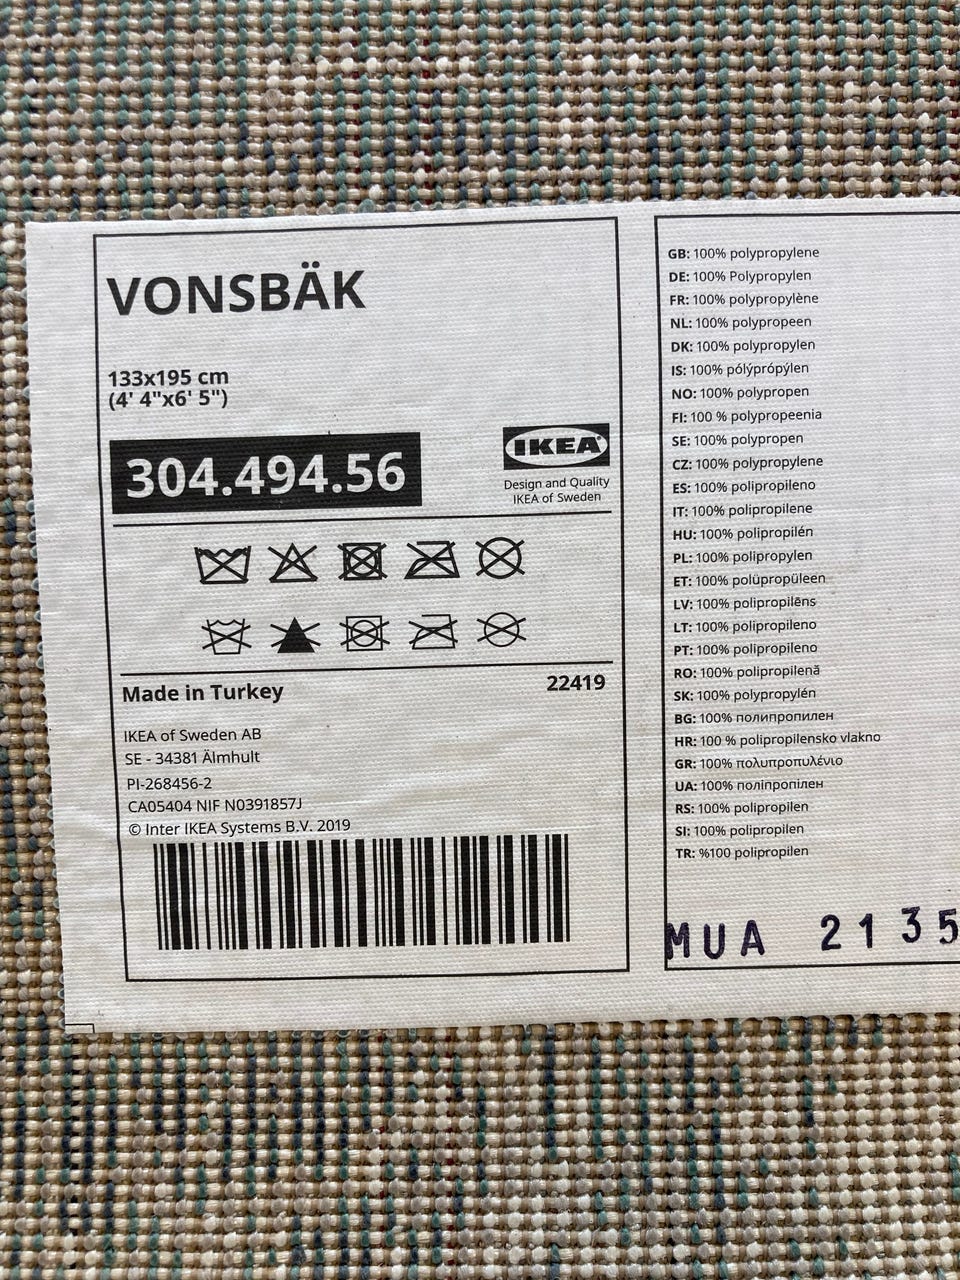 VONSBÄK
133x195 cm
(4' 4"x6' 5")
304.494.56
IKEA
Design and Quality
IKEA of Sweden
Made in Turkey
22419
IKEA of Sweden AB
SE - 34381 Älmhult
PI-268456-2
CA05404 NIF N0391857J
© Inter IKEA Systems B.V. 2019
GB: 100% polypropylene
DE: 100% Polypropylen
FR: 100% polypropylène
NL: 100% polypropeen
DK: 100% polypropylen
IS: 100% pólýprópýlen
NO: 100% polypropen
FI: 100 % polypropeenia
SE: 100% polypropen
CZ: 100% polypropylene
ES: 100% polipropileno
IT: 100% polipropilene
HU: 100% polipropilén
PL: 100% polipropylen
ET: 100% polüpropüleen
LV: 100% polipropilēns
LT: 100% polipropileno
PT: 100% polipropileno
RO: 100% polipropilenă
SK: 100% polypropylén
BG: 100% полипропилен
HR: 100 % polipropilensko vlakno
GR: 100% πολυπροπυλένιο
UA: 100% поліпропілен
RS: 100% polipropilen
SI: 100% polipropilen
TR: %100 polipropilen
MUA 2135